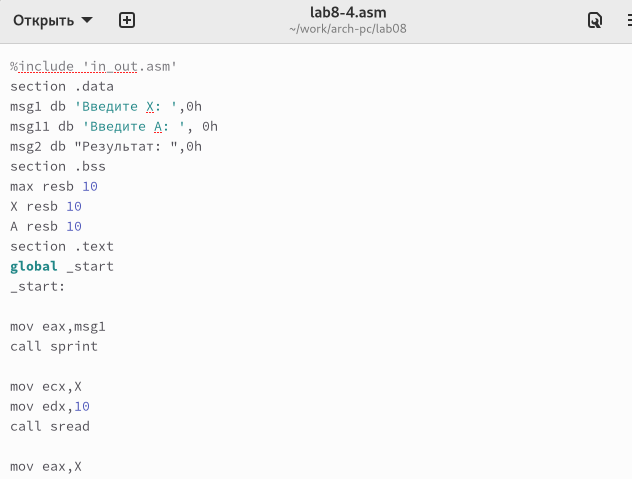 Открыть
lab8-4.asm
~/work/arch-pc/lab08
%include 'in_out.asm'
section .data
msg1 db 'Введите X: ',0h
msg11 db 'Введите A: ', 0h
msg2 db "Результат: ",0h
section .bss
max resb 10
X resb 10
A resb 10
section .text
global _start
_start:
mov eax,msg1
call sprint
mov ecx,X
mov edx,10
call sread
mov eax,X